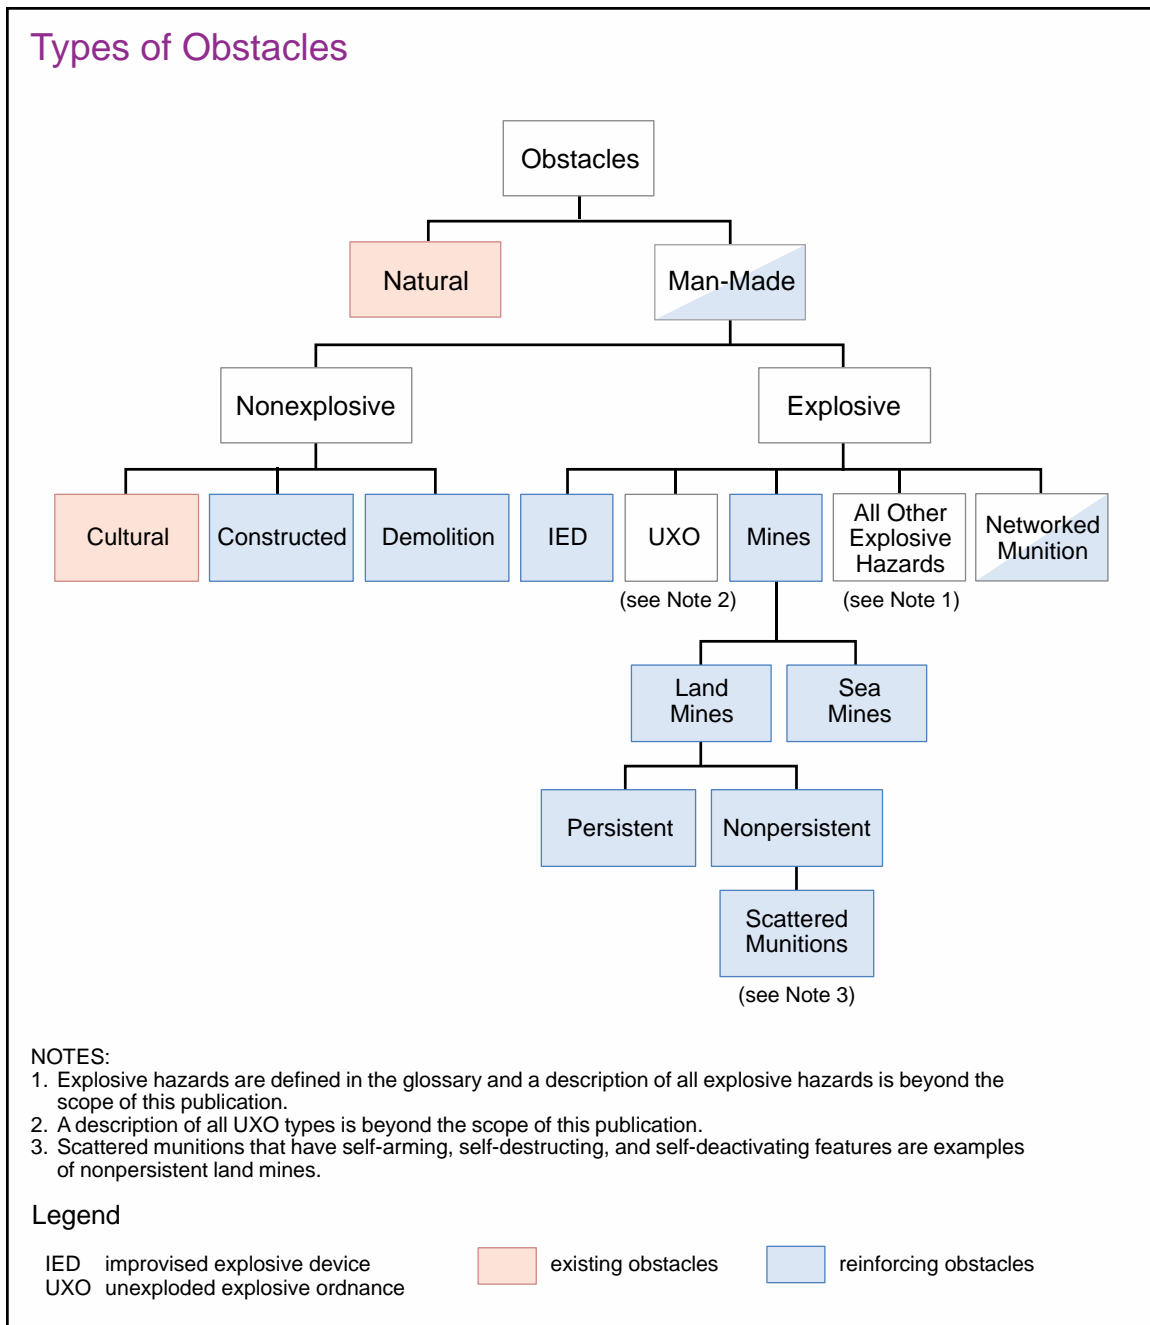 Types of Obstacles
Obstacles
Natural
Man-Made
Nonexplosive
Explosive
Cultural
Constructed
Demolition
IED
UXO
Mines
All Other
Explosive
Hazards
Networked
Munition
(see Note 2)
(see Note 1)
Land
Mines
Sea
Mines
Persistent
Nonpersistent
Scattered
Munitions
(see Note 3)
NOTES:
1. Explosive hazards are defined in the glossary and a description of all explosive hazards is beyond the
scope of this publication.
2. A description of all UXO types is beyond the scope of this publication.
3. Scattered munitions that have self-arming, self-destructing, and self-deactivating features are examples
of nonpersistent land mines.
Legend
IED improvised explosive device
UXO unexploded explosive ordnance
existing obstacles
reinforcing obstacles